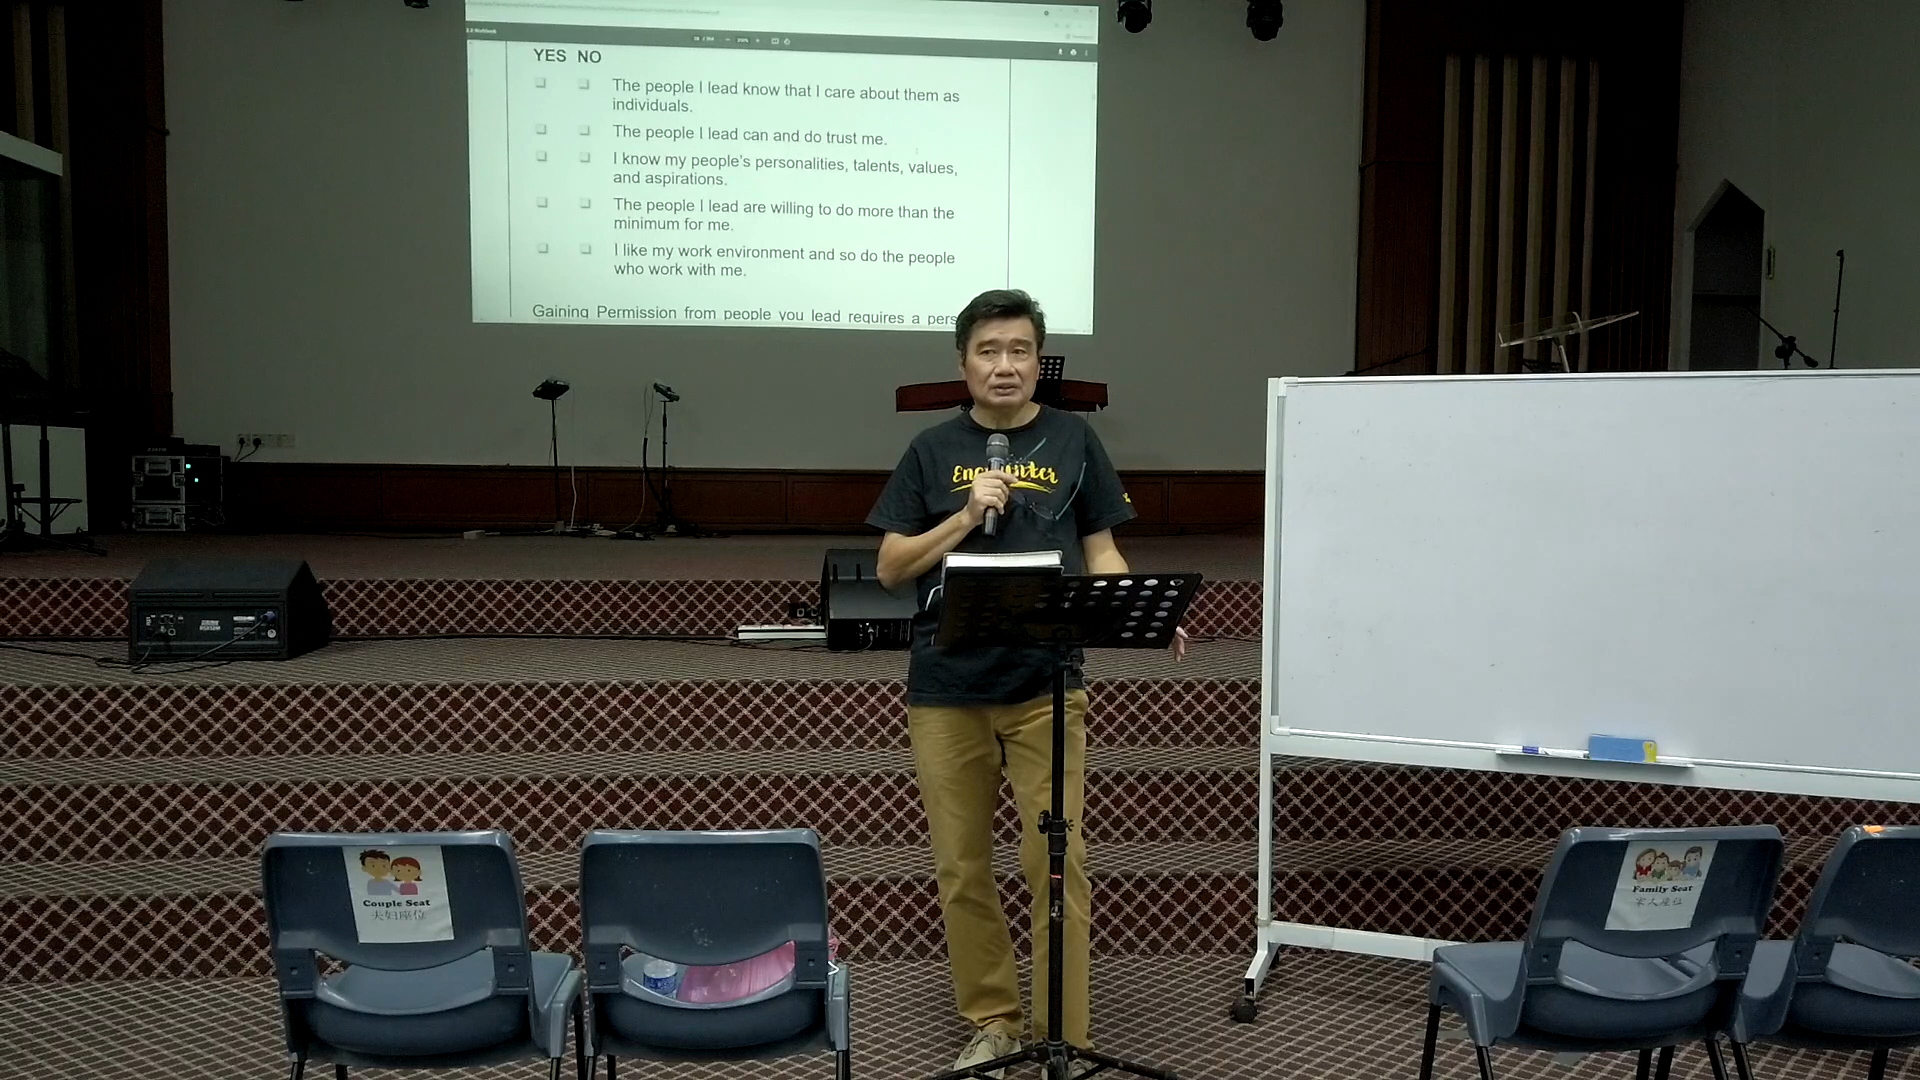 YES NO
The people I lead know that I care about them as
individuals.
The people I lead can and do trust me.
I know my people's personalities, talents, values,
and aspirations.
The people I lead are willing to do more than the
minimum for me.
I like my work environment and so do the people
who work with me.
Gaining Permission from people you lead requires a
Couple Seat
夫妇座位
Family Seat
家人座位